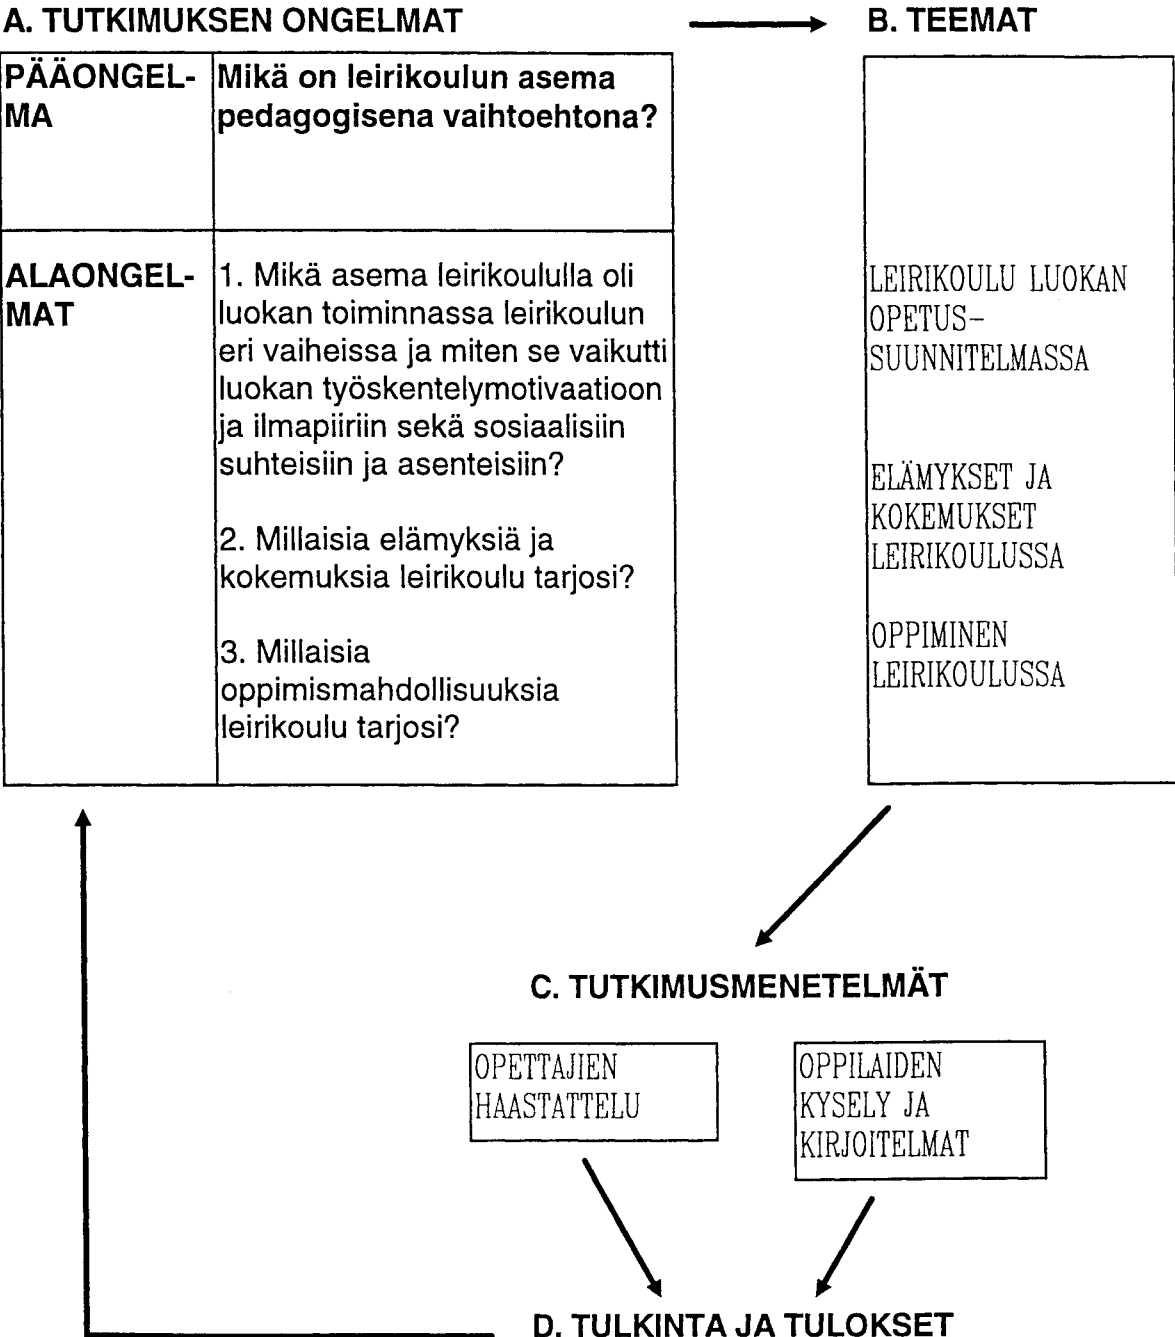 A. TUTKIMUKSEN ONGELMAT
PÄÄONGEL-
MA
Mikä on leirikoulun asema
pedagogisena vaihtoehtona?
ALAONGEL-
MAT
1. Mikä asema leirikoululla oli
luokan toiminnassa leirikoulun
eri vaiheissa ja miten se vaikutti
luokan työskentelymotivaatioon
ja ilmapiiriin sekä sosiaalisiin
suhteisiin ja asenteisiin?
2. Millaisia elämyksiä ja
kokemuksia leirikoulu tarjosi?
3. Millaisia
oppimismahdollisuuksia
leirikoulu tarjosi?
B. TEEMAT
LEIRIKOULU LUOKAN
OPETUS-
SUUNNITELMASSA
ELÄMYKSET JA
KOKEMUKSET
LEIRIKOULUSSA
OPPIMINEN
LEIRIKOULUSSA
C. TUTKIMUSMENETELMÄT
OPETTAJIEN
HAASTATTELU
OPPILAIDEN
KYSELY JA
KIRJOITELMAT
D. TULKINTA JA TULOKSET